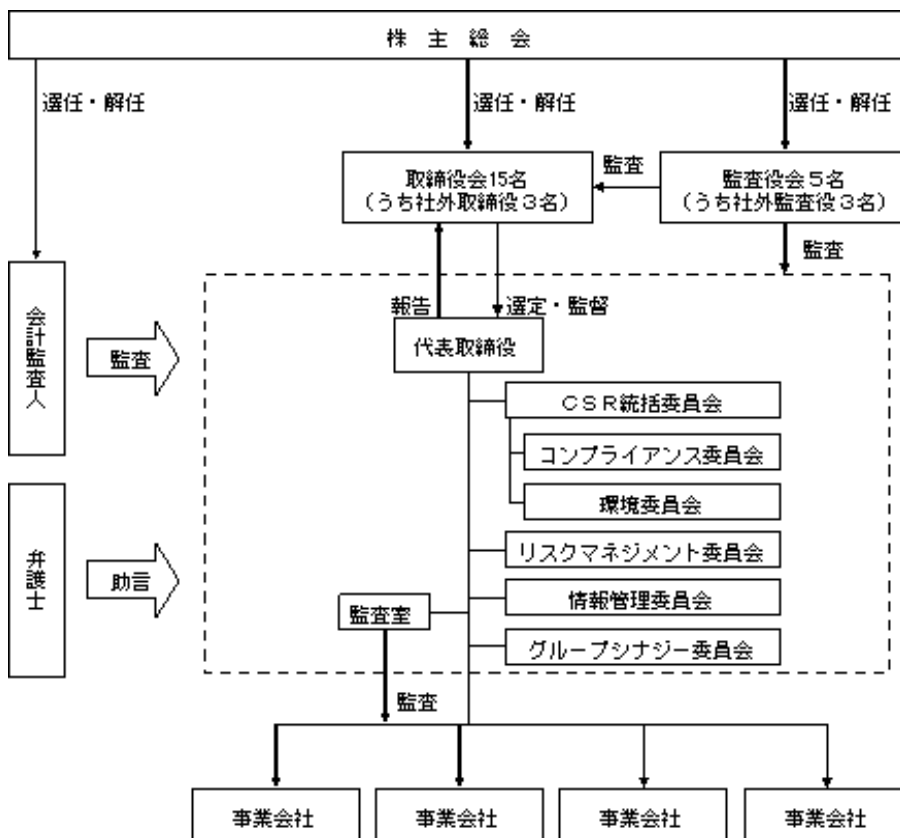 株主総会
選任・解任
選任・解任
選任・解任
取締役会15名
（うち社外取締役３名）
監査
監査役会５名
（うち社外監査役３名）
監査
会計監査人
監査
報告
選定・監督
代表取締役
ＣＳＲ統括委員会
コンプライアンス委員会
環境委員会
弁護士
助言
リスクマネジメント委員会
情報管理委員会
監査室
グループシナジー委員会
監査
事業会社
事業会社
事業会社
事業会社